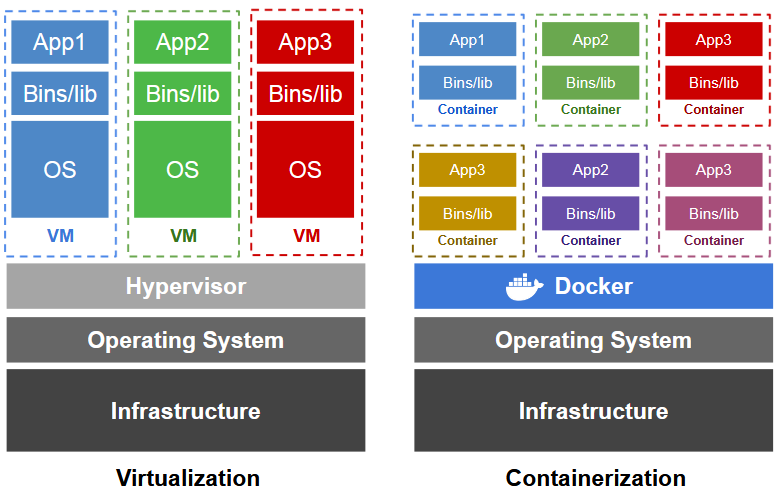 App1
Bins/lib
OS
VM
App2
Bins/lib
OS
VM
App3
Bins/lib
OS
VM
Hypervisor
Operating System
Infrastructure
Virtualization
App1
Bins/lib
Container
App2
Bins/lib
Container
App3
Bins/lib
Container
App3
Bins/lib
Container
App2
Bins/lib
Container
App3
Bins/lib
Container
Docker
Operating System
Infrastructure
Containerization